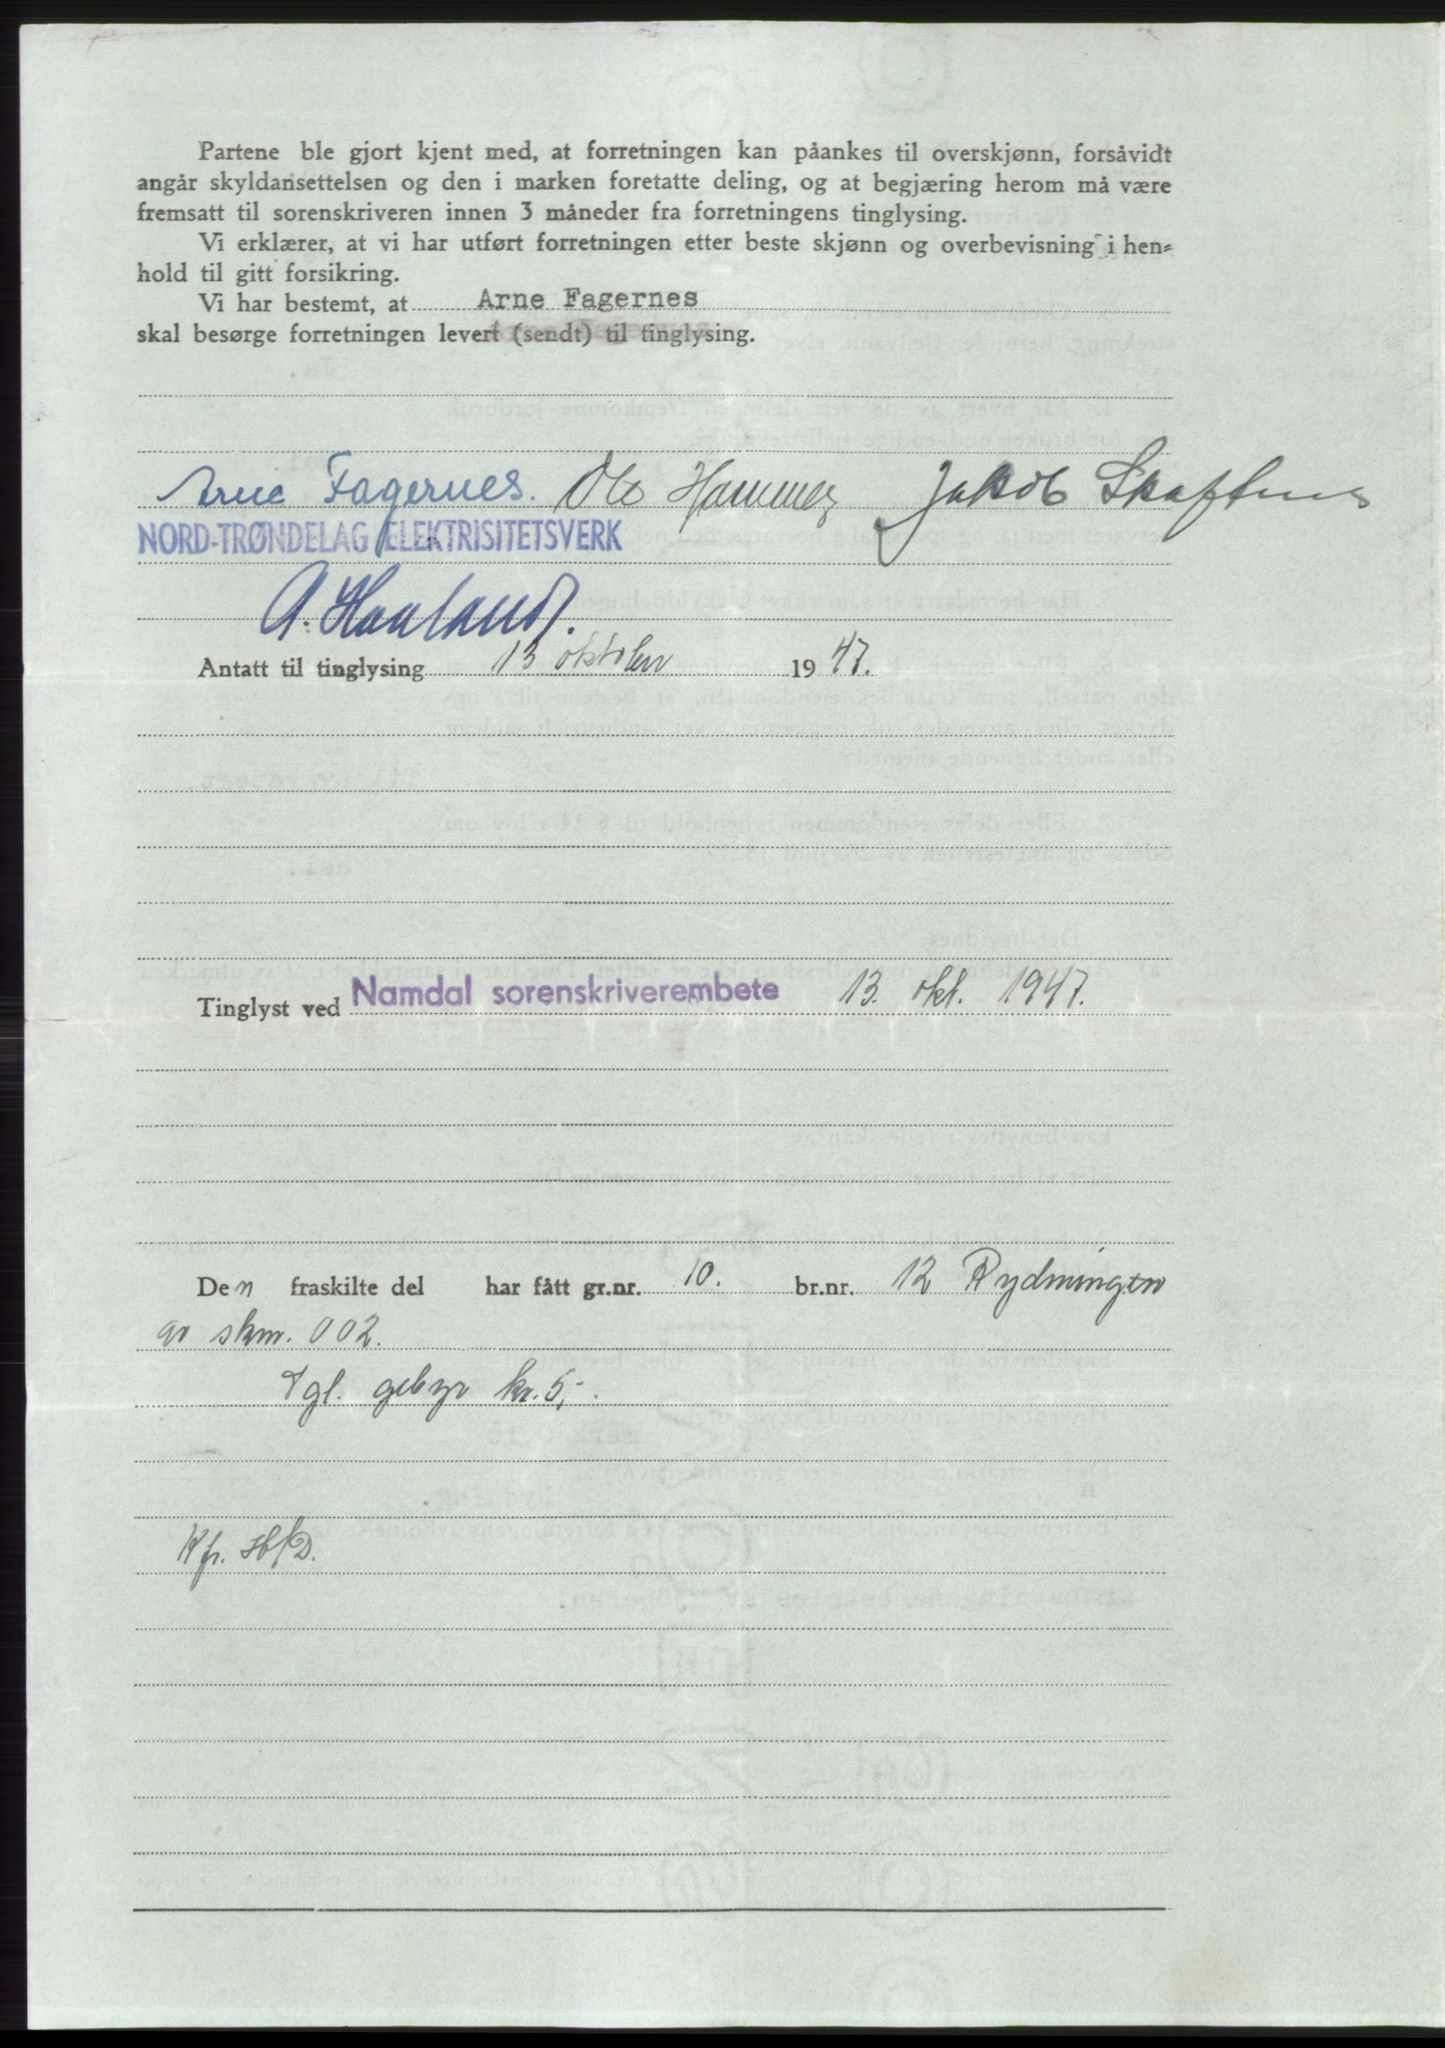 Partene ble gjort kjent med, at forretningen kan påankes til overskjønn, forsåvidt
angår skyldansettelsen og den i marken foretatte deling, og at begjæring herom må være
fremsatt til sorenskriveren innen 3 måneder fra forretningens tinglysing.
Vi erklærer, at vi har utført forretningen etter beste skjønn og overbevisning i hen-
hold til gitt forsikring.
Vi har bestemt, at Arne Fagernes
skal besørge forretningen levert (sendt) til tinglysing.
Arne Fagernes. Ole Hammer Jakob Skaftnes
NORD-TRØNDELAG ELEKTRISITETSVERK
A. Haaland.
Antatt til tinglysing 13 oktober 1947.
Tinglyst ved Namdal sorenskriverembete 13. okt. 1947.
Den fraskilte del har fått gr.nr. 10. br.nr. 12 Rydningen
av skm. 002.
Tgl. gebyr kr. 5,-.
Kfr.